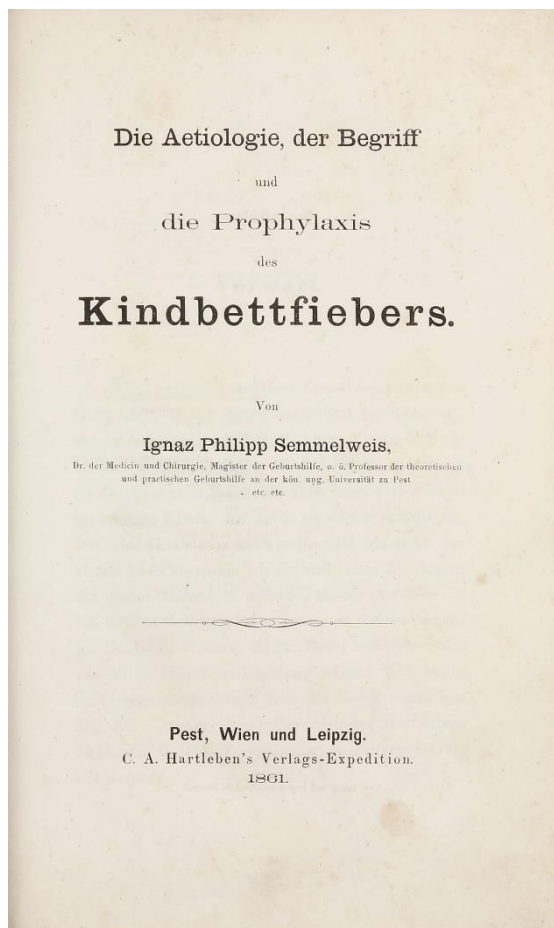 Die Aetiologie, der Begriff
und
die Prophylaxis
des
Kindbettfiebers.
Von
Ignaz Philipp Semmelweis,
Dr. der Medicin und Chirurgie, Magister der Geburtshilfe, o. ö. Professor der theoretischen
und practischen Geburtshilfe an der kön. ung. Universität zu Pest
etc. etc.
Pest, Wien und Leipzig.
C. A. Hartleben's Verlags-Expedition.
1861.